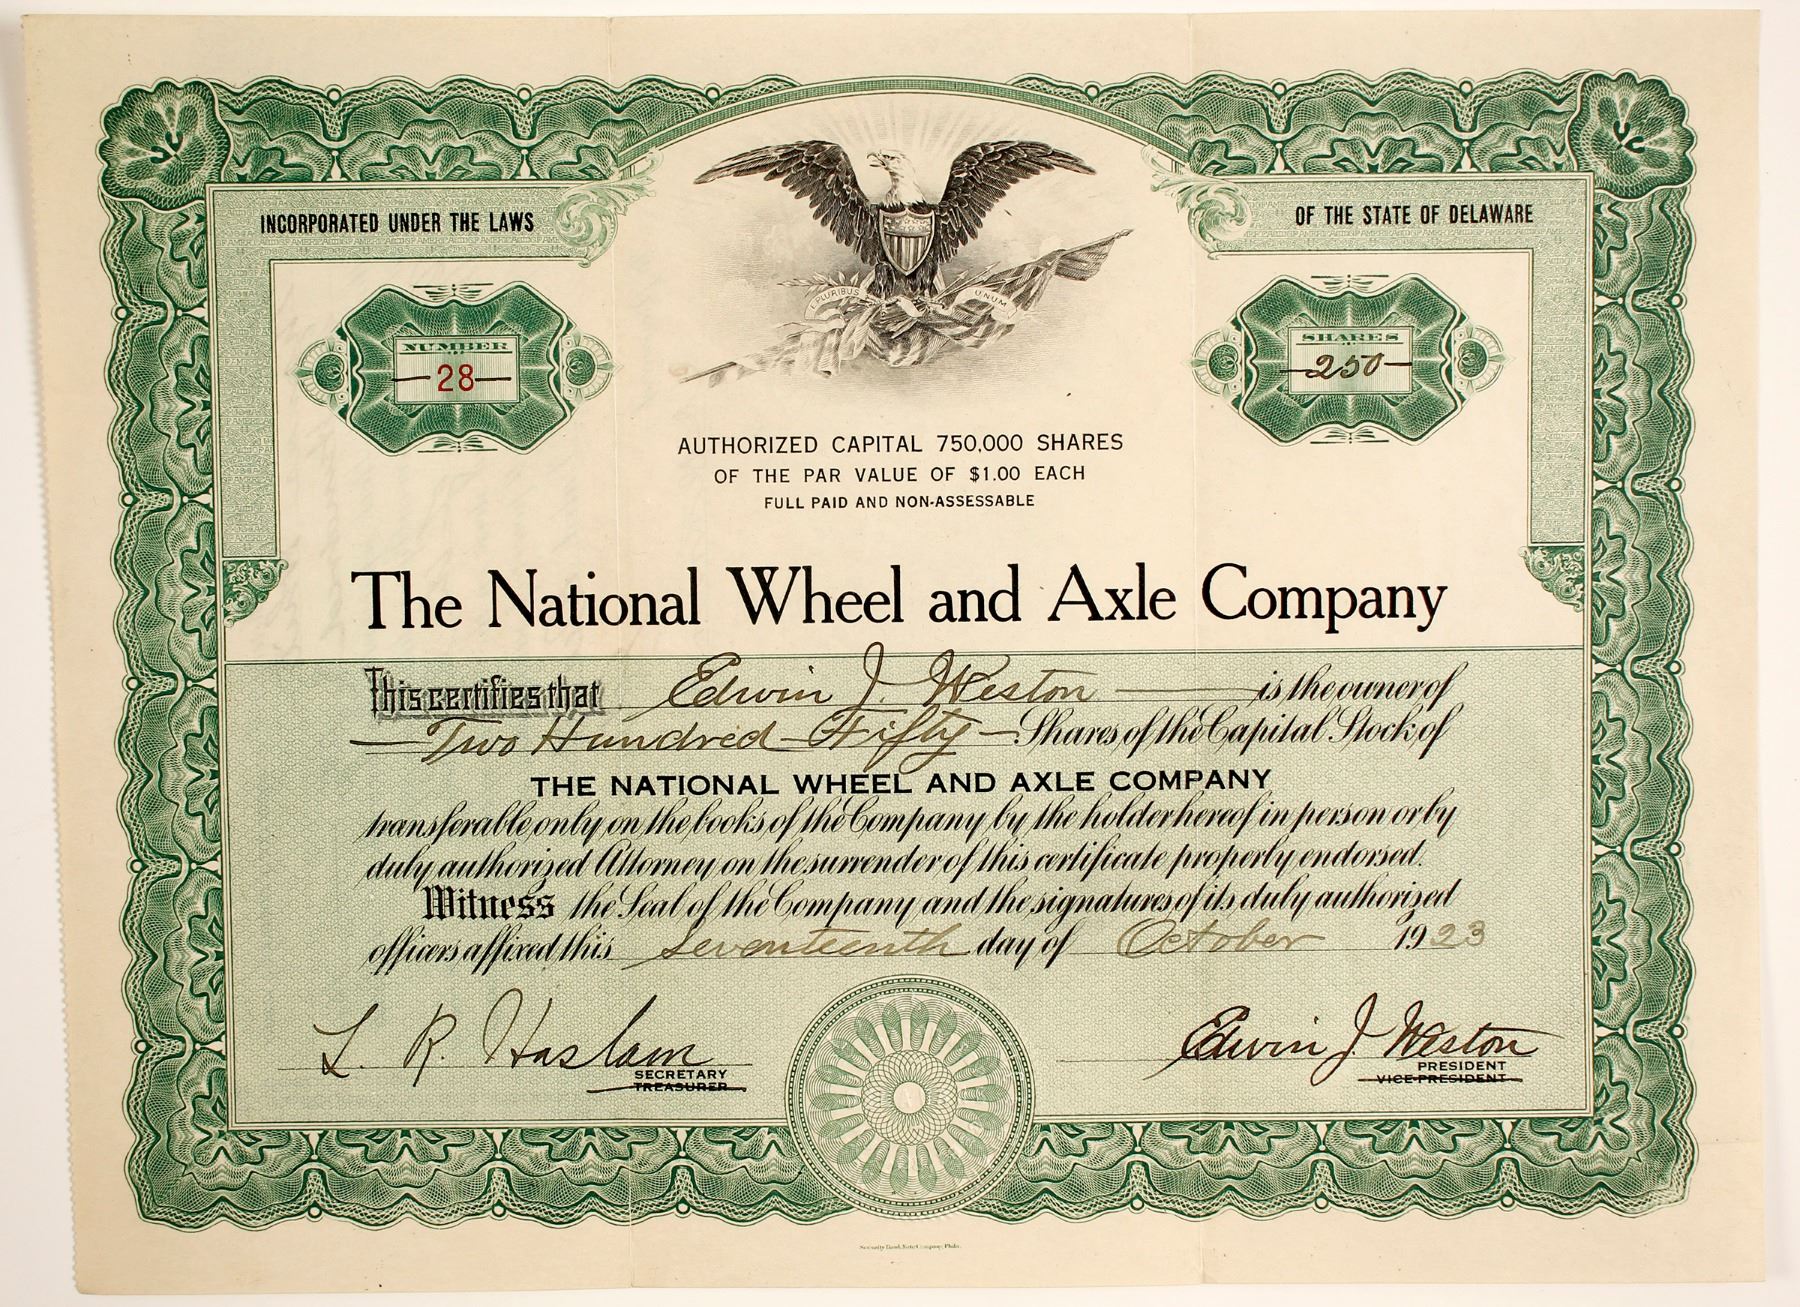 INCORPORATED UNDER THE LAWS
OF THE STATE OF DELAWARE
E PLURIBUS UNUM
NUMBER
28
SHARES
250
AUTHORIZED CAPITAL 750,000 SHARES
OF THE PAR VALUE OF $1.00 EACH
FULL PAID AND NON-ASSESSABLE
The National Wheel and Axle Company
This certifies that Edwin J. Weston is the owner of
Two Hundred Fifty Shares of the Capital Stock of
THE NATIONAL WHEEL AND AXLE COMPANY
transferable only on the books of the Company by the holder hereof in person or by
duly authorized Attorney on the surrender of this certificate properly endorsed.
Witness the Seal of the Company and the signatures of its duly authorized
officers affixed this seventeenth day of October 1923
L. R. Haslam
SECRETARY
TREASURER
Edwin J. Weston
PRESIDENT
VICE-PRESIDENT
Security Bank Note Company, Phila.